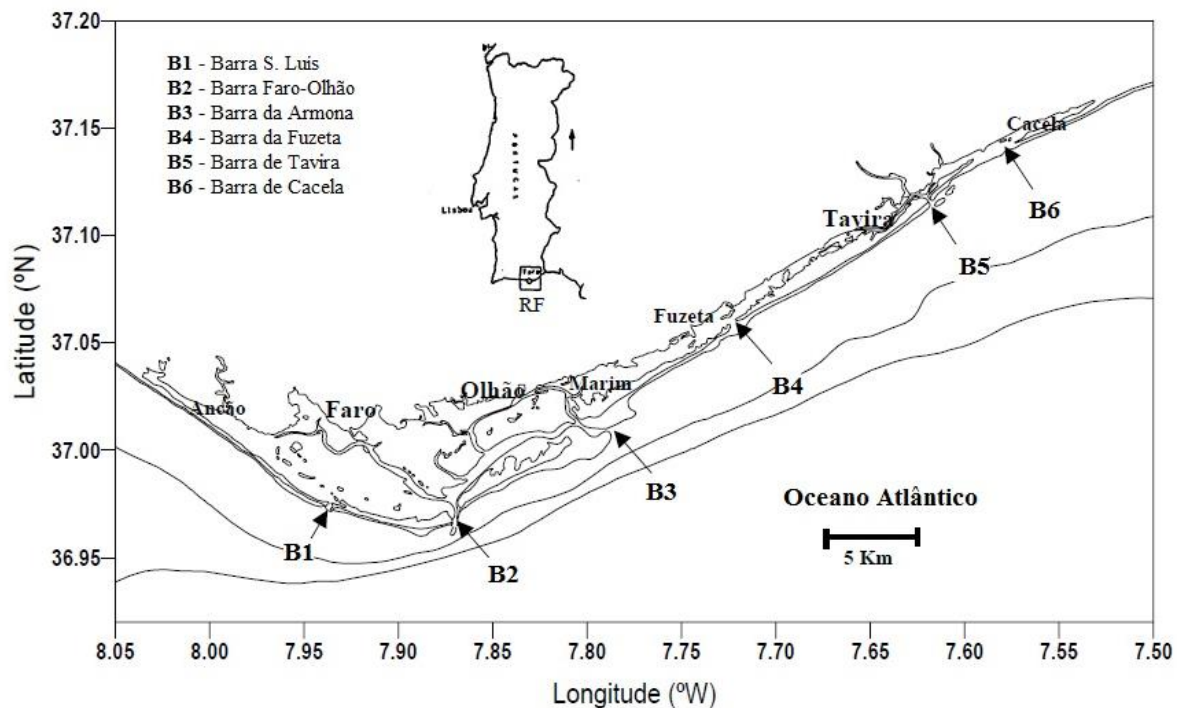 37.20
37.15
37.10
37.05
37.00
36.95
Latitude (ºN)
B1 - Barra S. Luis
B2 - Barra Faro-Olhão
B3 - Barra da Armona
B4 - Barra da Fuzeta
B5 - Barra de Tavira
B6 - Barra de Cacela
PORTUGAL
Lisboa
Faro
RF
Cacela
B6
Tavira
B5
Fuzeta
B4
Olhão
Marim
Ancão
Faro
B3
Oceano Atlântico
5 Km
B1
B2
8.05 8.00 7.95 7.90 7.85 7.80 7.75 7.70 7.65 7.60 7.55 7.50
Longitude (ºW)